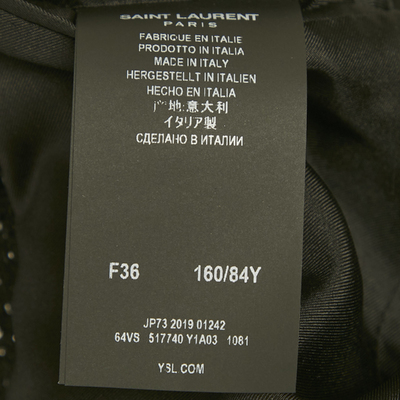 SAINT LAURENT
PARIS
FABRIQUE EN ITALIE
PRODOTTO IN ITALIA
MADE IN ITALY
HERGESTELLT IN ITALIEN
HECHO EN ITALIA
产地:意大利
イタリア製
СДЕЛАНО В ИТАЛИИ
F36 160/84Y
JP73 2019 01242
64VS 517740 Y1A03 1081
YSL.COM